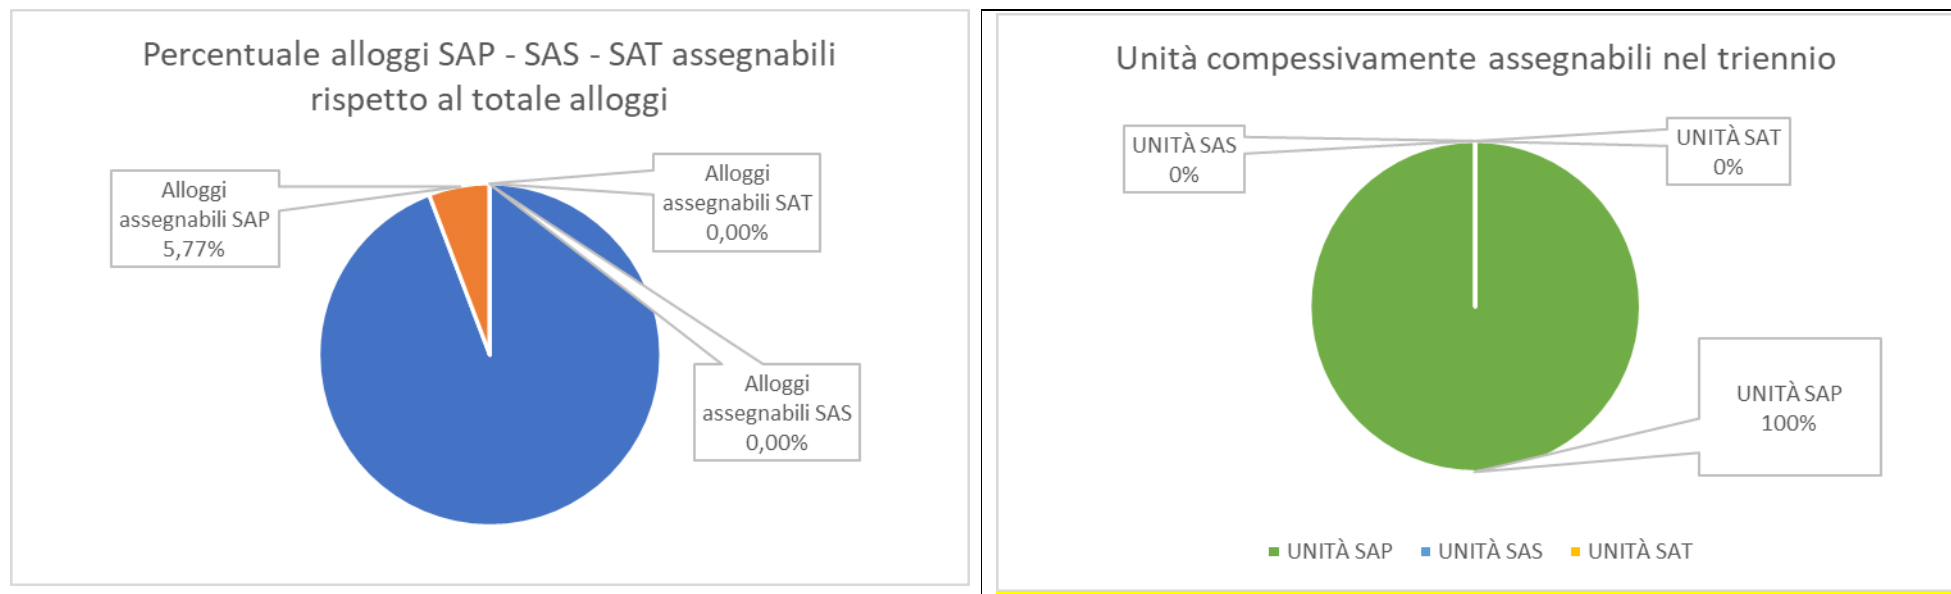 Percentuale alloggi SAP - SAS - SAT assegnabili
rispetto al totale alloggi
Alloggi
assegnabili SAP
5,77%
Alloggi
assegnabili SAT
0,00%
Alloggi
assegnabili SAS
0,00%
Unità compessivamente assegnabili nel triennio
UNITÀ SAS
0%
UNITÀ SAT
0%
UNITÀ SAP
100%
UNITÀ SAP UNITÀ SAS UNITÀ SAT